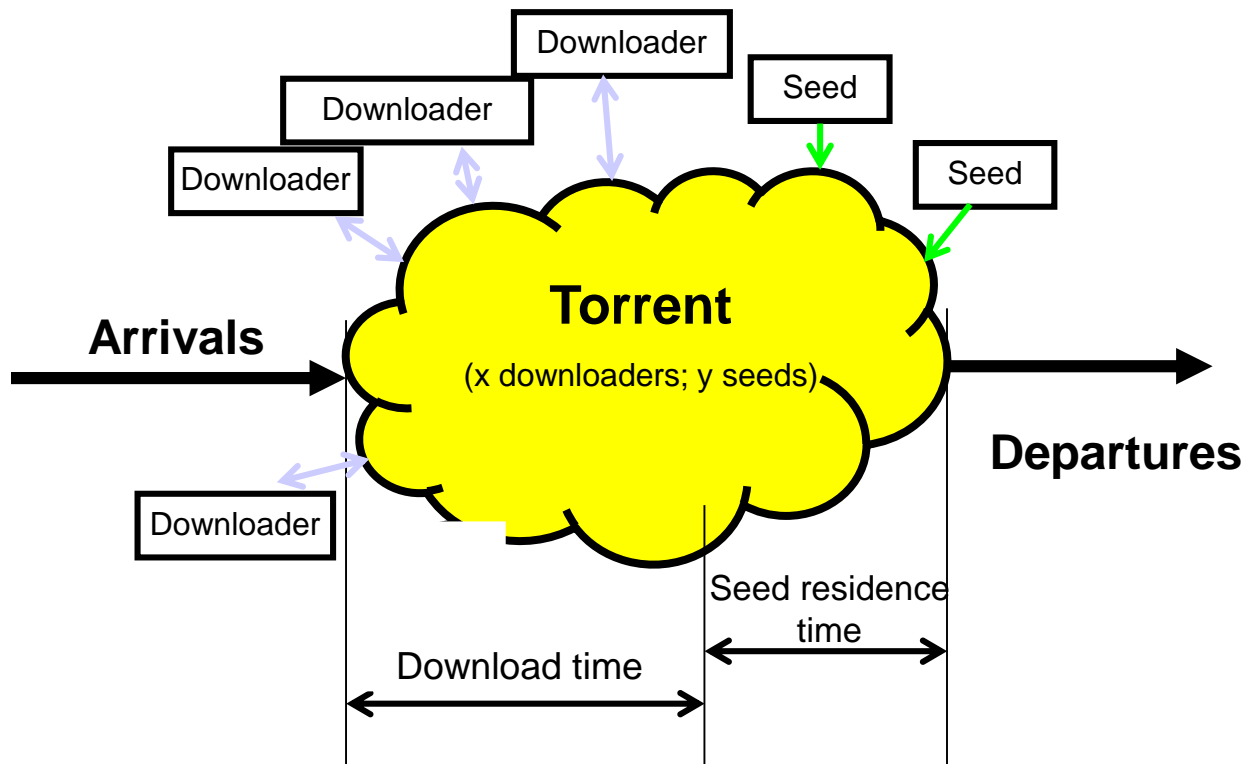 Downloader
Seed
Downloader
Downloader
Seed
Torrent
Arrivals
(x downloaders; y seeds)
Departures
Downloader
Seed residence
time
Download time